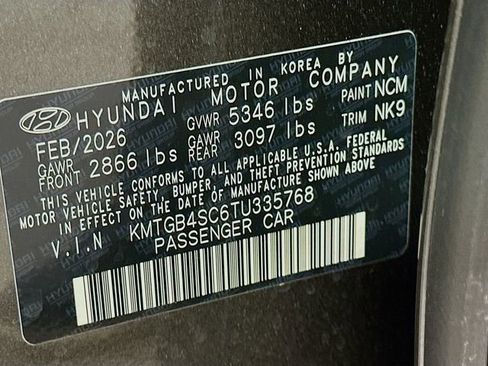 MANUFACTURED IN KOREA BY
HYUNDAI MOTOR COMPANY
FEB/2026 GVWR 5346 lbs PAINT NCM
GAWR FRONT 2866 lbs GAWR REAR 3097 lbs TRIM NK9
THIS VEHICLE CONFORMS TO ALL APPLICABLE U.S.A. FEDERAL
MOTOR VEHICLE SAFETY, BUMPER, AND THEFT PREVENTION STANDARDS
IN EFFECT ON THE DATE OF MANUFACTURE SHOWN ABOVE.
V.I.N KMTGB4SC6TU335768
PASSENGER CAR